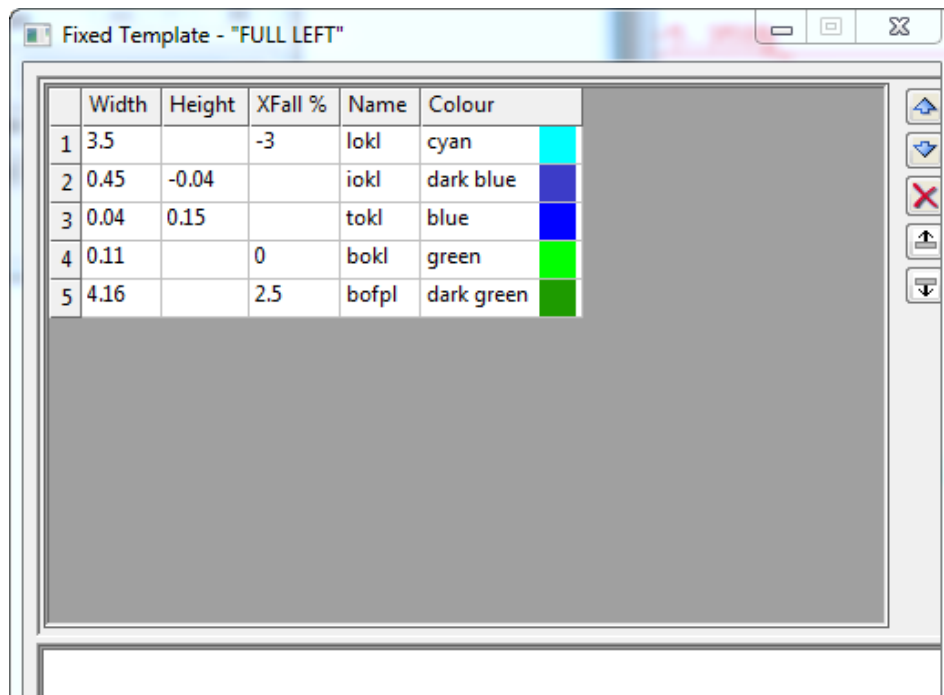 Fixed Template - "FULL LEFT"
Width Height XFall % Name Colour
1 3.5 -3 lokl cyan
2 0.45 -0.04 iokl dark blue
3 0.04 0.15 tokl blue
4 0.11 0 bokl green
5 4.16 2.5 bofpl dark green